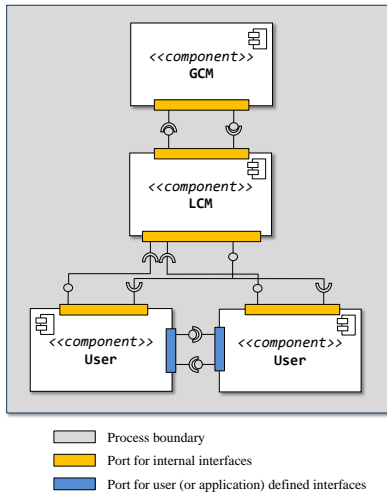 <<component>>
GCM
<<component>>
LCM
<<component>>
User
<<component>>
User
Process boundary
Port for internal interfaces
Port for user (or application) defined interfaces